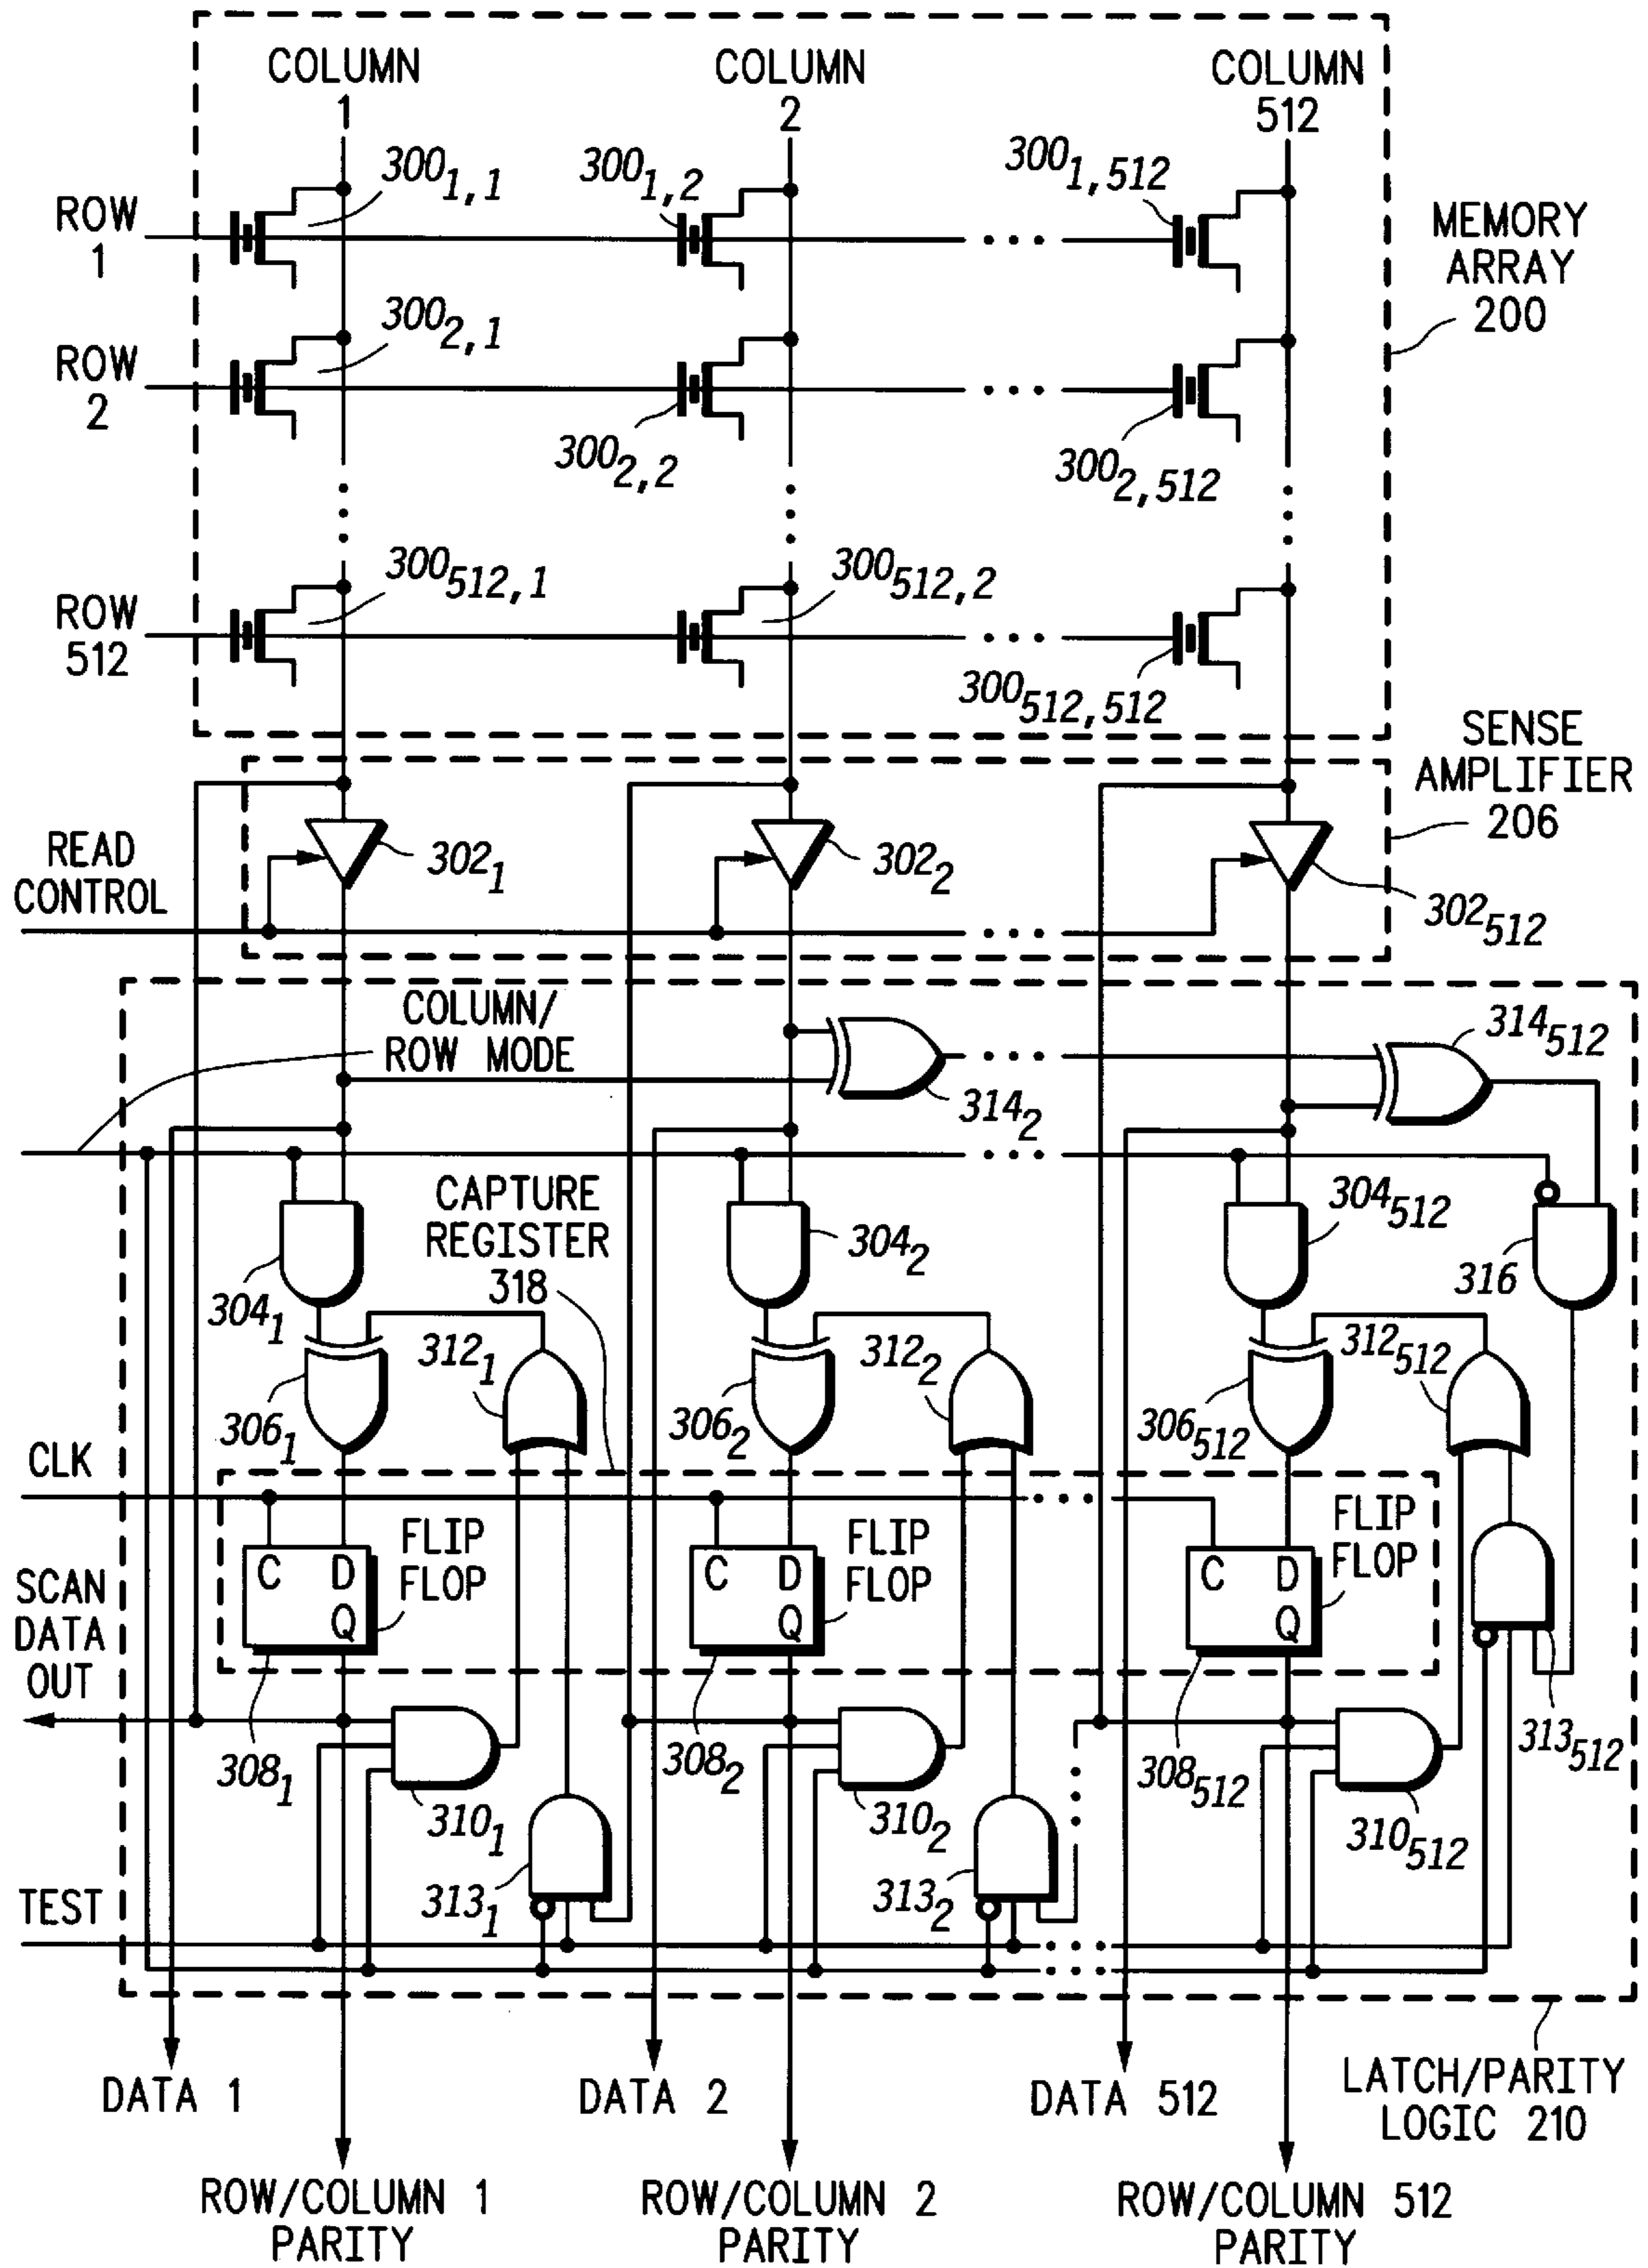 COLUMN
1
COLUMN
2
COLUMN
512
300 1,1
300 1,2
300 1,512
ROW
1
MEMORY
ARRAY
200
300 2,1
ROW
2
300 2,2
300 2,512
300 512,1
300 512,2
ROW
512
300 512,512
SENSE
AMPLIFIER
206
READ
CONTROL
302 1
302 2
302 512
COLUMN/
ROW MODE
314 2
314 512
CAPTURE
REGISTER
318
304 1
304 2
304 512
316
312 1
312 2
312 512
306 1
306 2
306 512
CLK
C D
Q
FLIP
FLOP
C D
Q
FLIP
FLOP
C D
Q
FLIP
FLOP
SCAN
DATA
OUT
308 1
308 2
308 512
313 512
310 1
310 2
310 512
313 1
313 2
TEST
DATA 1
DATA 2
DATA 512
LATCH/PARITY
LOGIC 210
ROW/COLUMN 1
PARITY
ROW/COLUMN 2
PARITY
ROW/COLUMN 512
PARITY